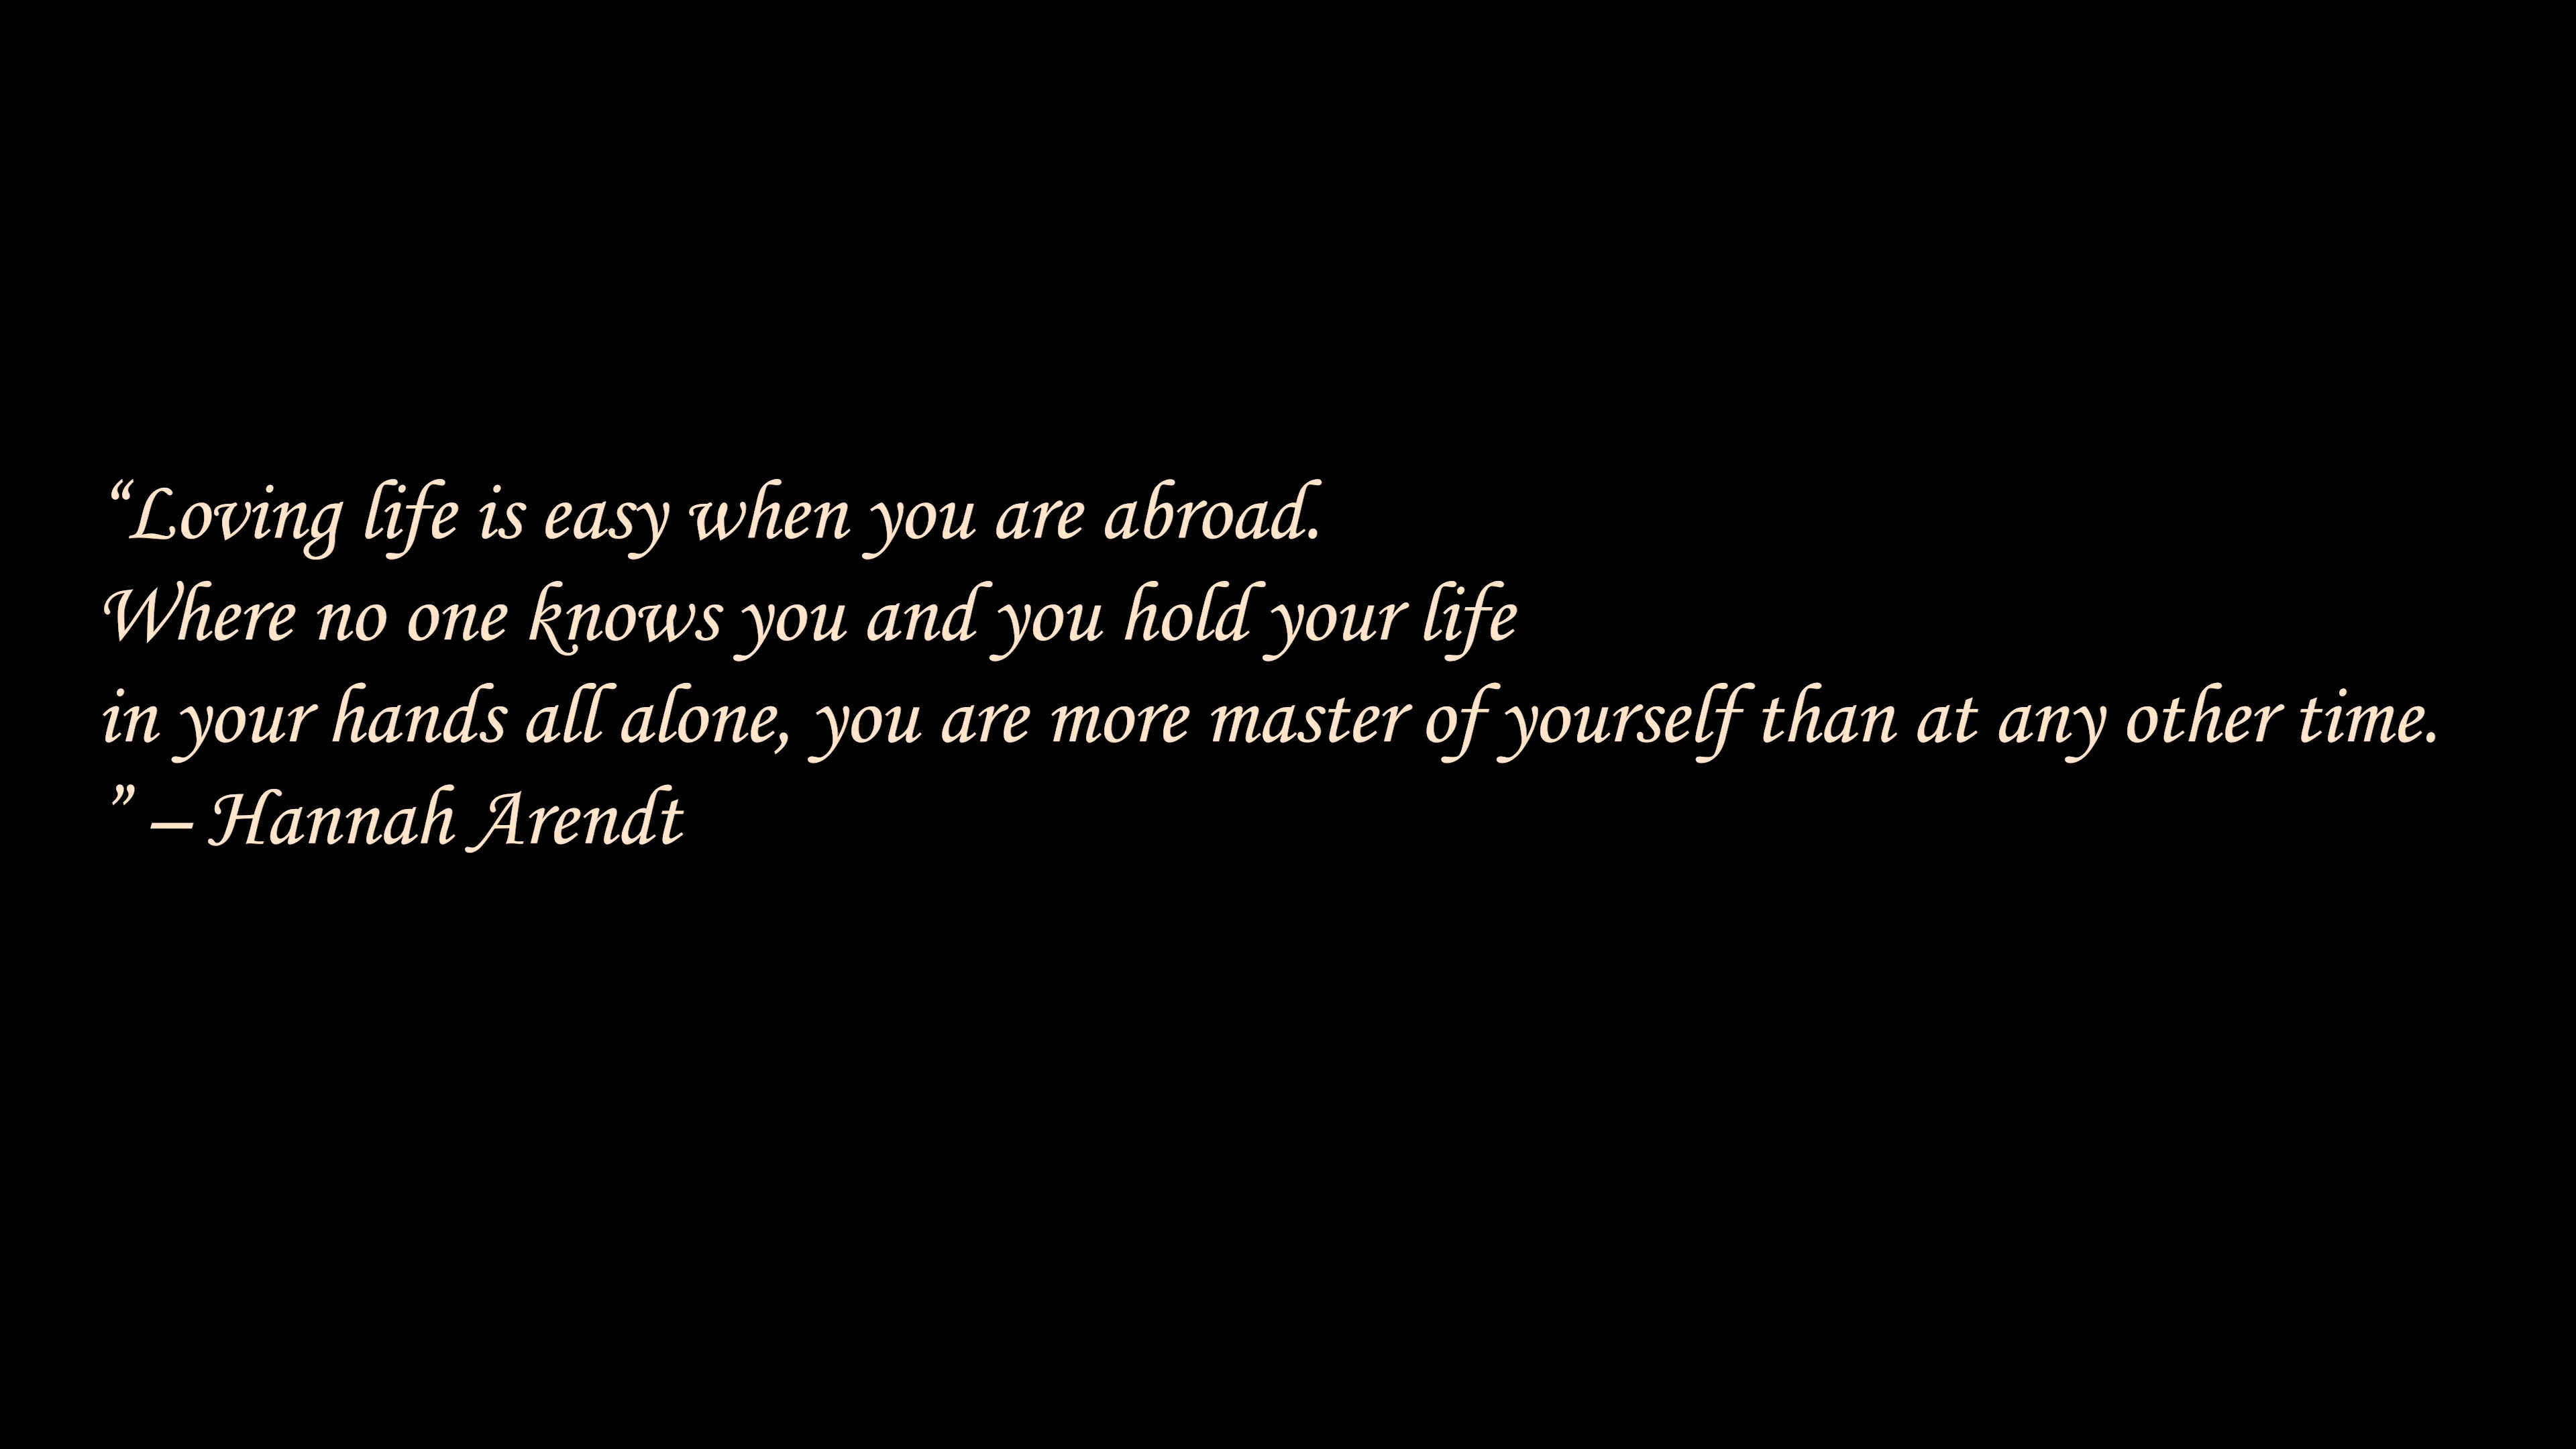 “Loving life is easy when you are abroad.
Where no one knows you and you hold your life
in your hands all alone, you are more master of yourself than at any other time.
” – Hannah Arendt